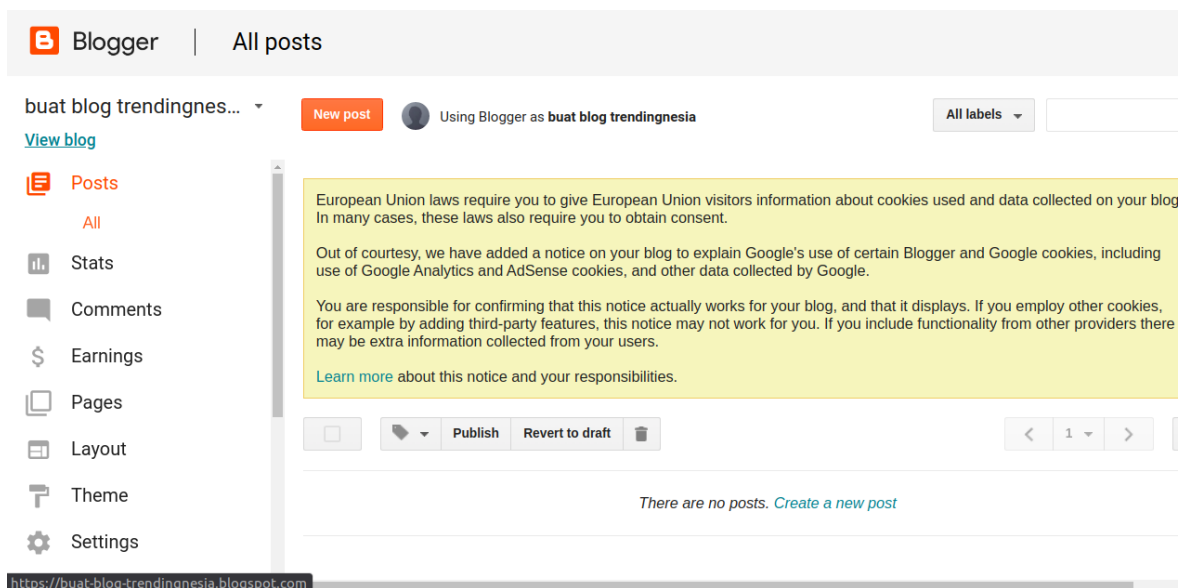 Blogger
All posts
buat blog trendingnes...
View blog
New post
Using Blogger as buat blog trendingnesia
All labels
Posts
All
Stats
Comments
Earnings
Pages
Layout
Theme
Settings
European Union laws require you to give European Union visitors information about cookies used and data collected on your blog
In many cases, these laws also require you to obtain consent.
Out of courtesy, we have added a notice on your blog to explain Google's use of certain Blogger and Google cookies, including
use of Google Analytics and AdSense cookies, and other data collected by Google.
You are responsible for confirming that this notice actually works for your blog, and that it displays. If you employ other cookies,
for example by adding third-party features, this notice may not work for you. If you include functionality from other providers there
may be extra information collected from your users.
Learn more about this notice and your responsibilities.
Publish
Revert to draft
1
There are no posts. Create a new post
https://buat-blog-trendingnesia.blogspot.com